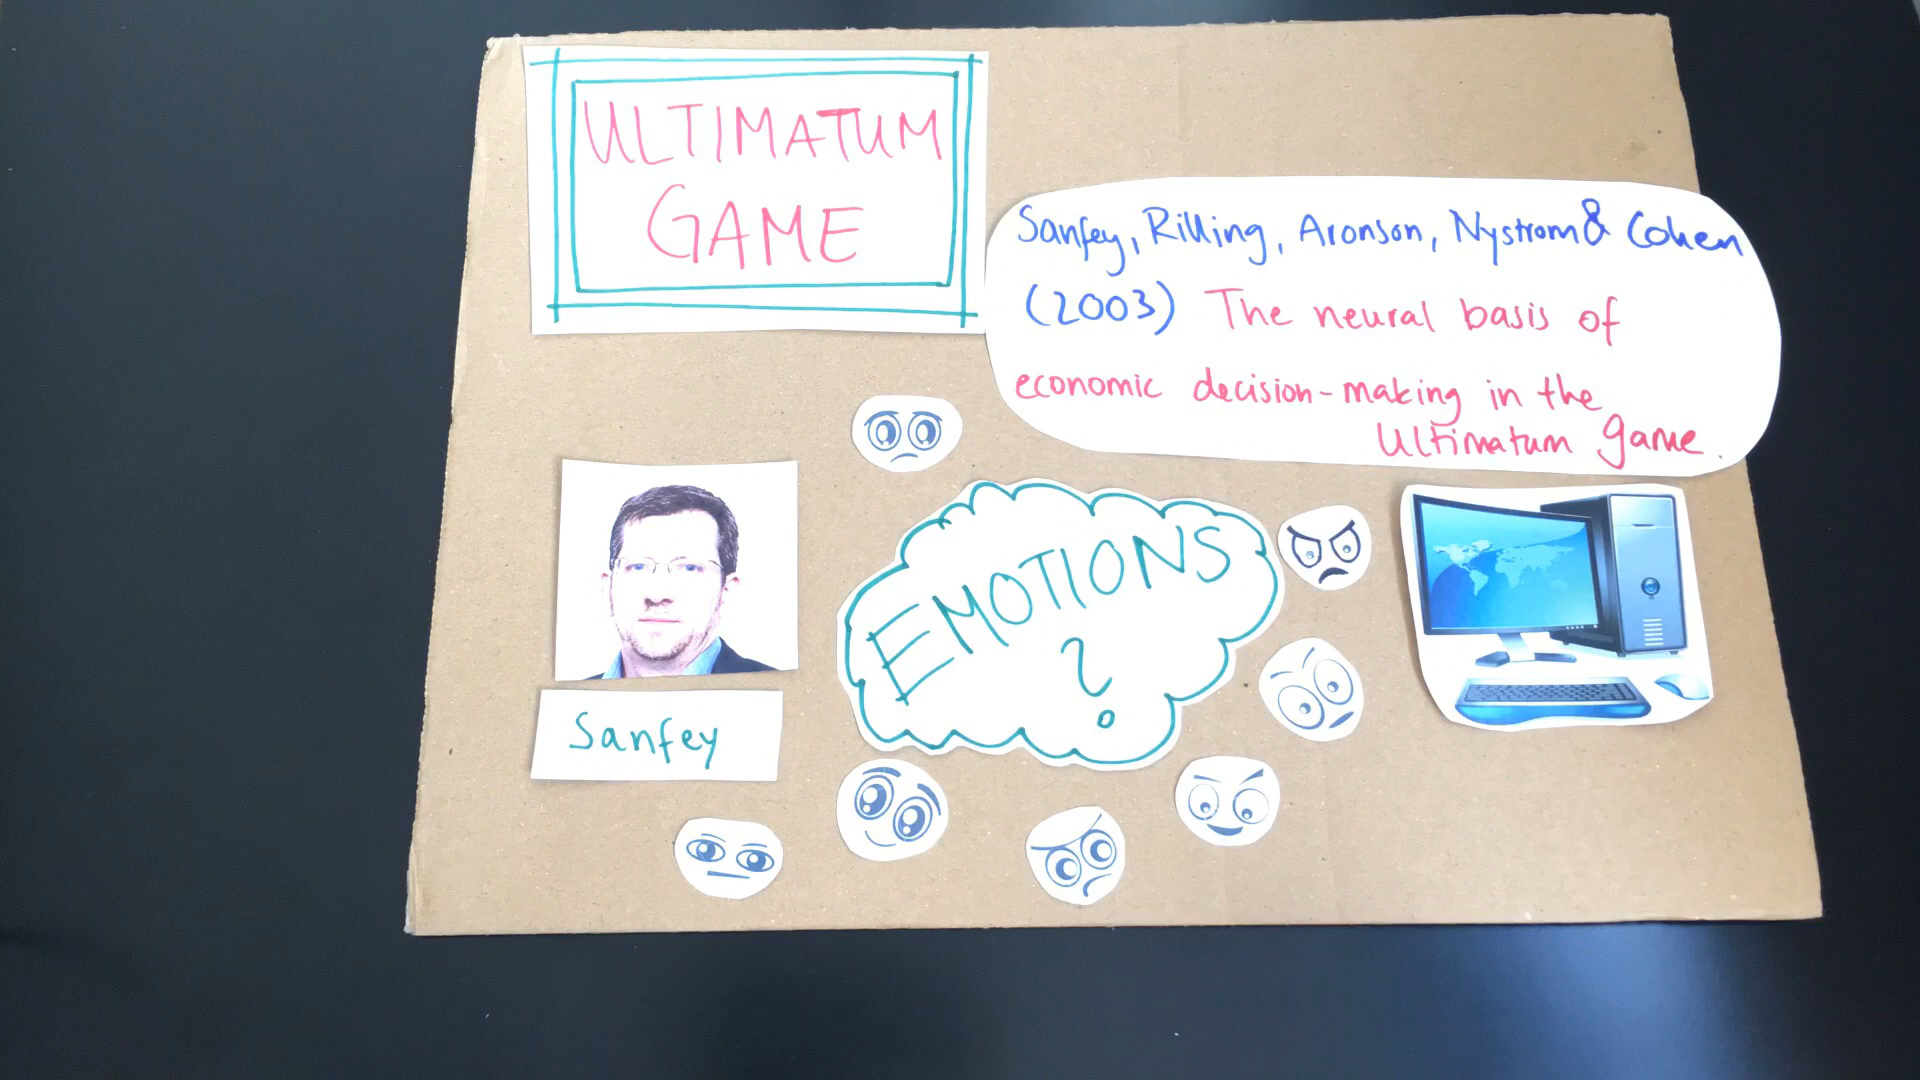 ULTIMATUM
GAME
Sanfey, Rilling, Aronson, Nystrom & Cohen
(2003) The neural basis of
economic decision-making in the
Ultimatum Game.
EMOTIONS
?
Sanfey